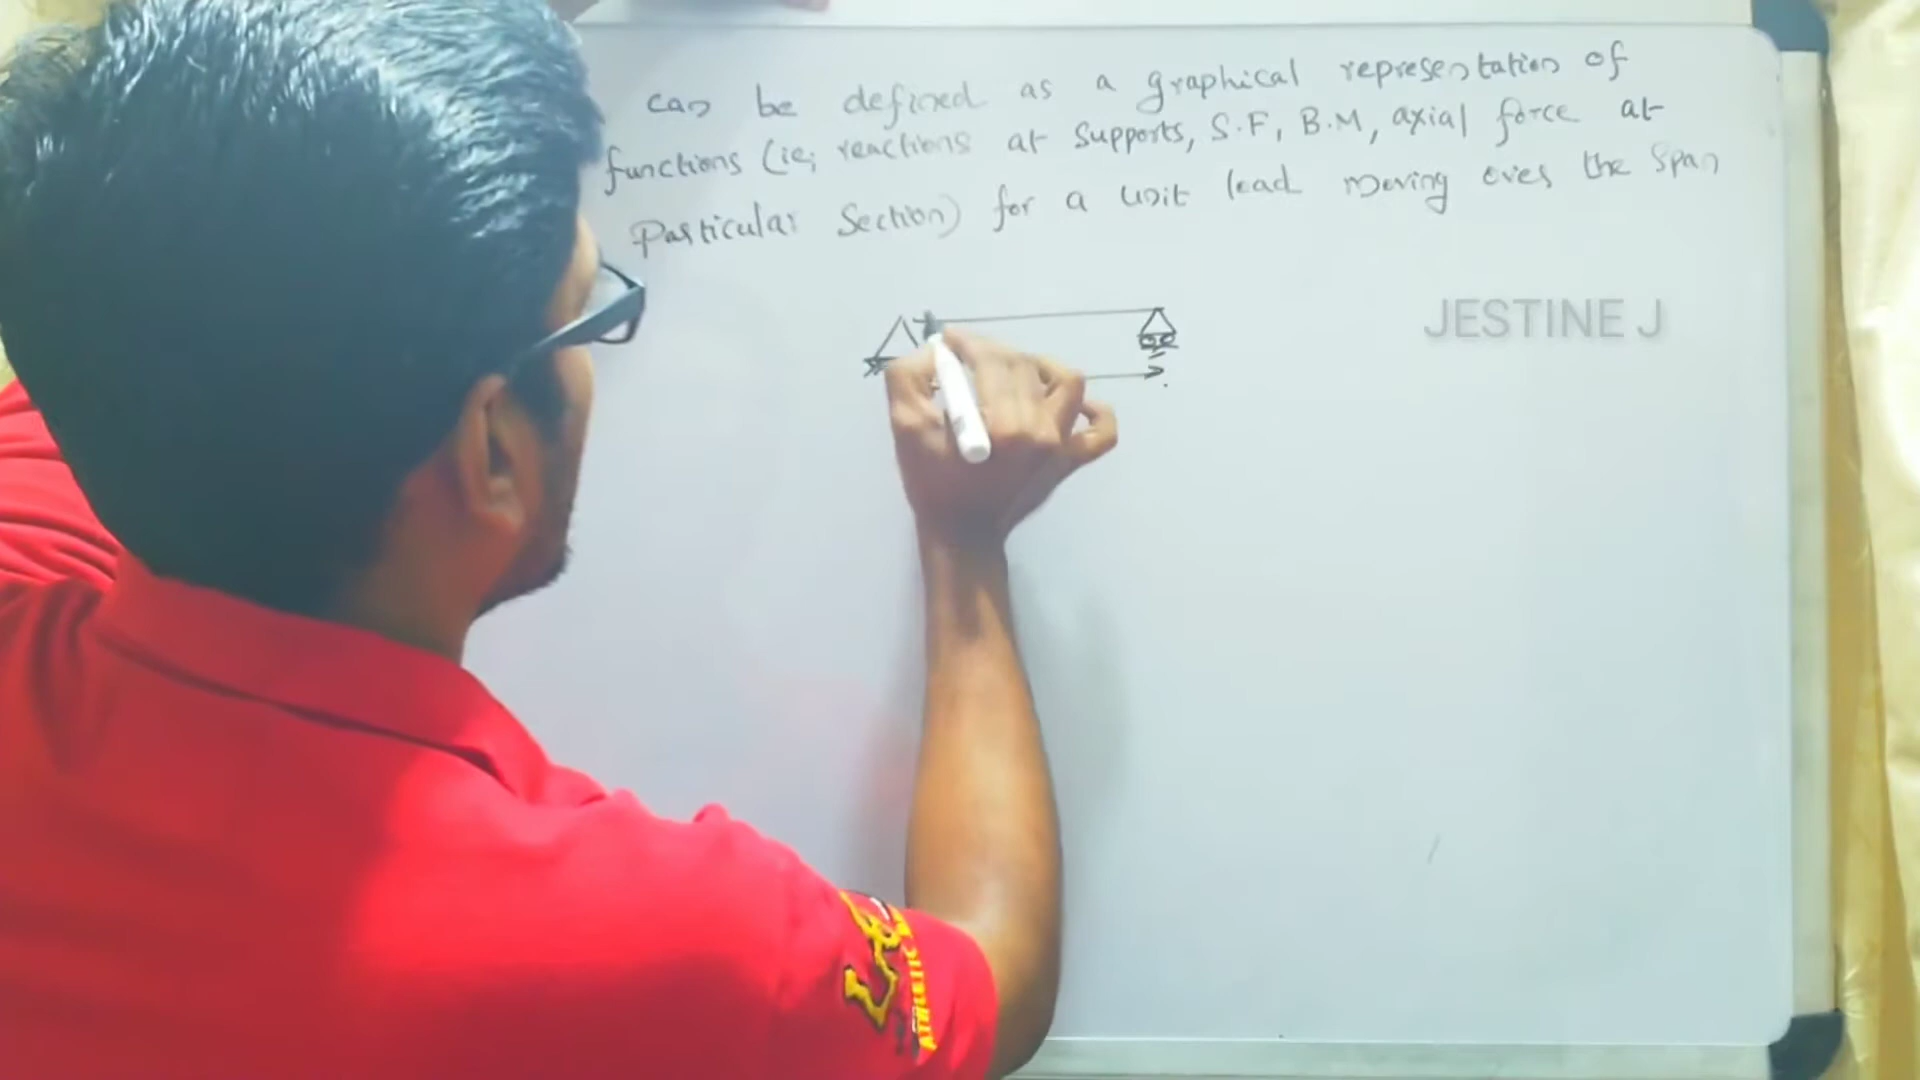 can be defined as a graphical representation of
functions (ie; reactions at supports, S.F, B.M, axial force at
particular section) for a unit load moving over the span
JESTINE J
ATHLETIC